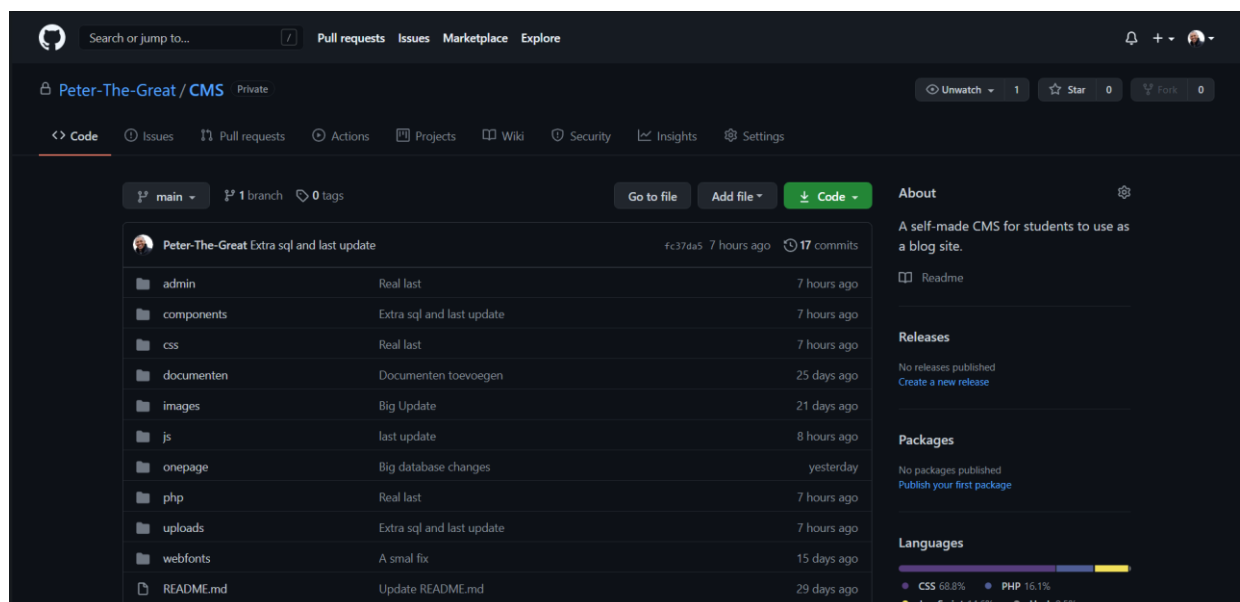 Search or jump to... / Pull requests Issues Marketplace Explore
Peter-The-Great / CMS Private Unwatch 1 Star 0 Fork 0
<> Code Issues Pull requests Actions Projects Wiki Security Insights Settings
main 1 branch 0 tags Go to file Add file Code
Peter-The-Great Extra sql and last update fc37da5 7 hours ago 17 commits
admin Real last 7 hours ago
components Extra sql and last update 7 hours ago
css Real last 7 hours ago
documenten Documenten toevoegen 25 days ago
images Big Update 21 days ago
js last update 8 hours ago
onepage Big database changes yesterday
php Real last 7 hours ago
uploads Extra sql and last update 7 hours ago
webfonts A smal fix 15 days ago
README.md Update README.md 29 days ago
About
A self-made CMS for students to use as
a blog site.
Readme
Releases
No releases published
Create a new release
Packages
No packages published
Publish your first package
Languages
CSS 68.8% PHP 16.1%